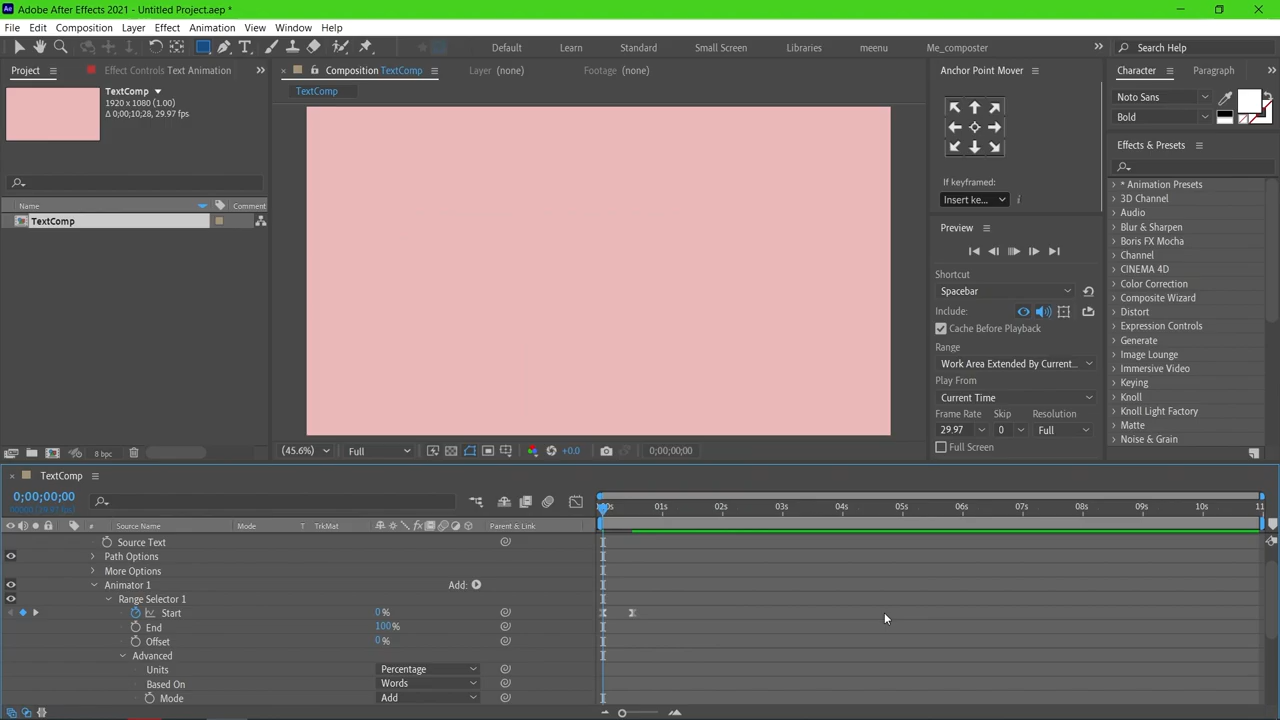 Adobe After Effects 2021 - Untitled Project.aep *
File Edit Composition Layer Effect Animation View Window Help
Default Learn Standard Small Screen Libraries meenu Me_composter Search Help
Project Effect Controls Text Animation
Composition TextComp Layer (none) Footage (none)
Anchor Point Mover
Character Paragraph
TextComp
1920 x 1080 (1.00)
Δ 0;00;10;28, 29.97 fps
TextComp
Noto Sans
Bold
Effects & Presets
If keyframed:
Insert ke...
Name Comment
TextComp
Preview
Shortcut
Spacebar
Include:
Cache Before Playback
Range
Work Area Extended By Current...
Play From
Current Time
Frame Rate Skip Resolution
29.97 0 Full
Full Screen
* Animation Presets
3D Channel
Audio
Blur & Sharpen
Boris FX Mocha
Channel
CINEMA 4D
Color Correction
Composite Wizard
Distort
Expression Controls
Generate
Image Lounge
Immersive Video
Keying
Knoll
Knoll Light Factory
Matte
Noise & Grain
8 bpc
(45.6%) Full +0.0 0;00;00;00
TextComp
0;00;00;00
00000 (29.97 fps)
01s 02s 03s 04s 05s 06s 07s 08s 09s 10s 11
# Source Name Mode T TrkMat Parent & Link
Source Text
Path Options
More Options
Animator 1 Add:
Range Selector 1
Start 0 %
End 100%
Offset 0 %
Advanced
Units Percentage
Based On Words
Mode Add